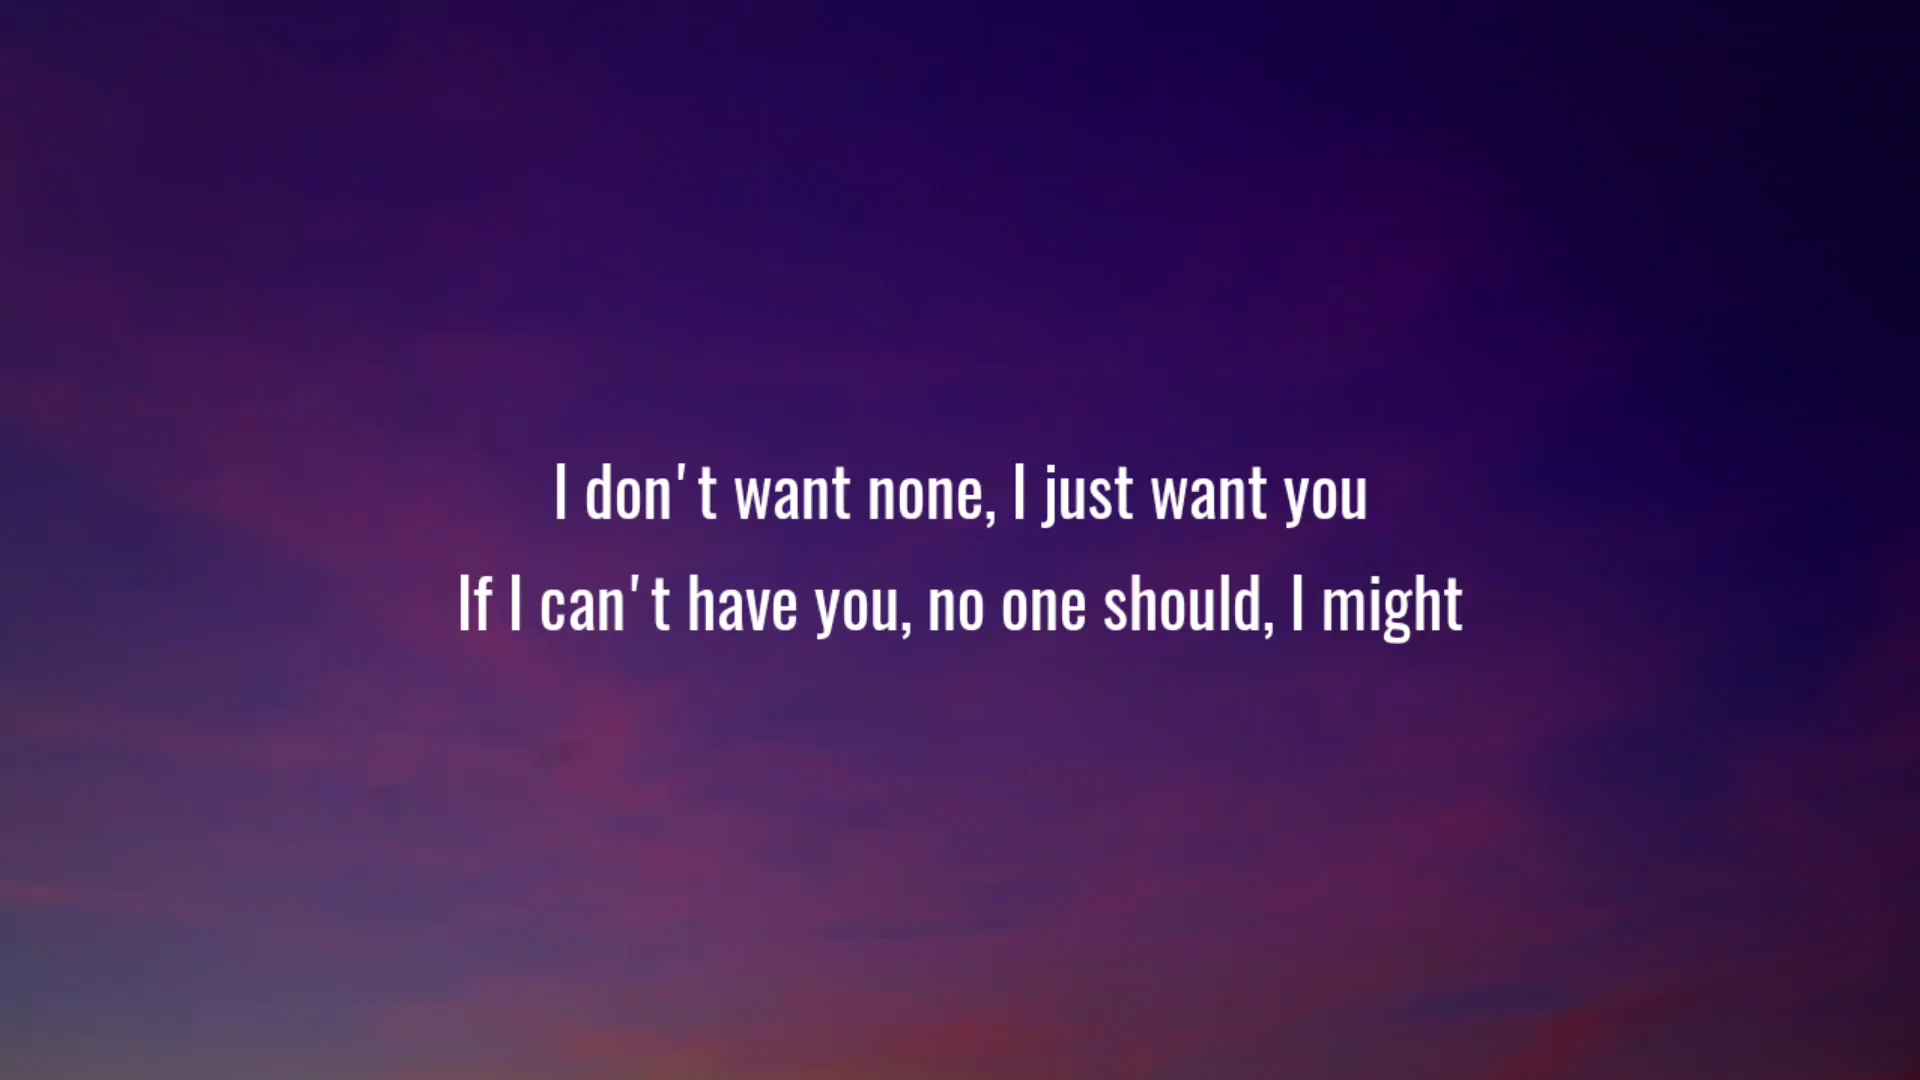 I don't want none, I just want you
If I can't have you, no one should, I might